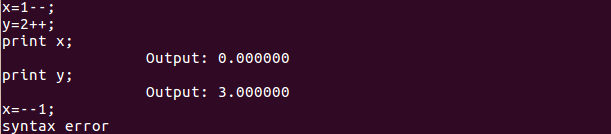 x=1--;
y=2++;
print x;
Output: 0.000000
print y;
Output: 3.000000
x=--1;
syntax error